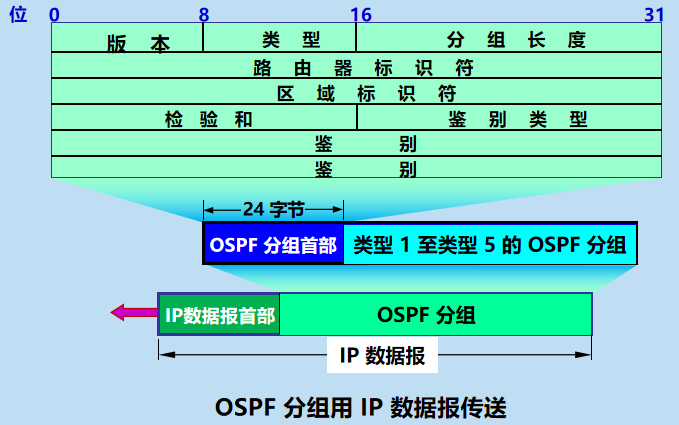 位 0 8 16 31
版 本 类 型 分 组 长 度
路 由 器 标 识 符
区 域 标 识 符
检 验 和 鉴 别 类 型
鉴 别
鉴 别
24 字节
OSPF 分组首部 类型 1 至类型 5 的 OSPF 分组
IP数据报首部 OSPF 分组
IP 数据报
OSPF 分组用 IP 数据报传送